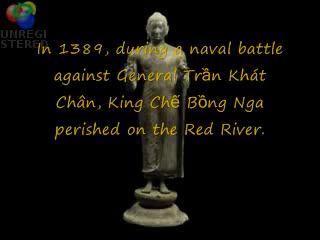 UNREGI
STERED
In 1389, during a naval battle
against General Trần Khát
Chân, King Chế Bồng Nga
perished on the Red River.